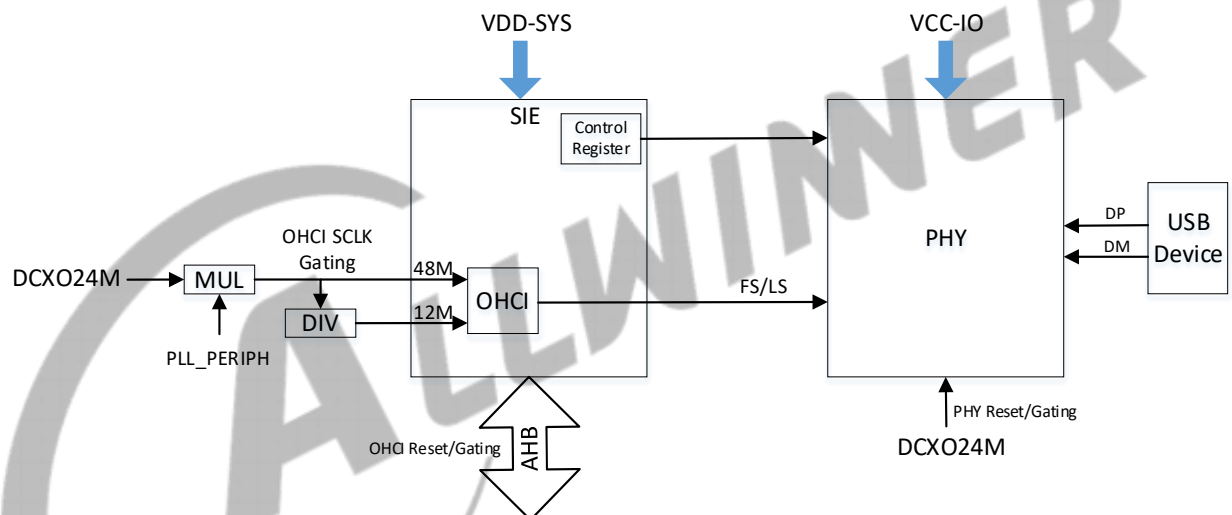 VDD-SYS
VCC-IO
SIE
Control
Register
DP
USB
DM
Device
PHY
OHCI SCLK
Gating
DCXO24M
MUL
48M
OHCI
FS/LS
DIV
12M
PLL_PERIPH
PHY Reset/Gating
OHCI Reset/Gating
AHB
DCXO24M
ALLWINNER